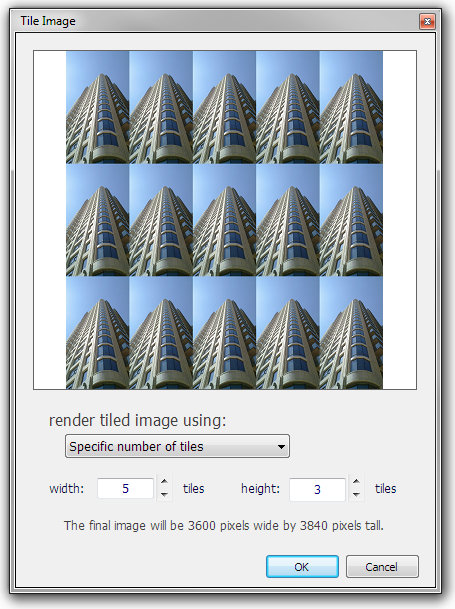 Tile Image
render tiled image using:
Specific number of tiles
width: 5 tiles height: 3 tiles
The final image will be 3600 pixels wide by 3840 pixels tall.
OK Cancel